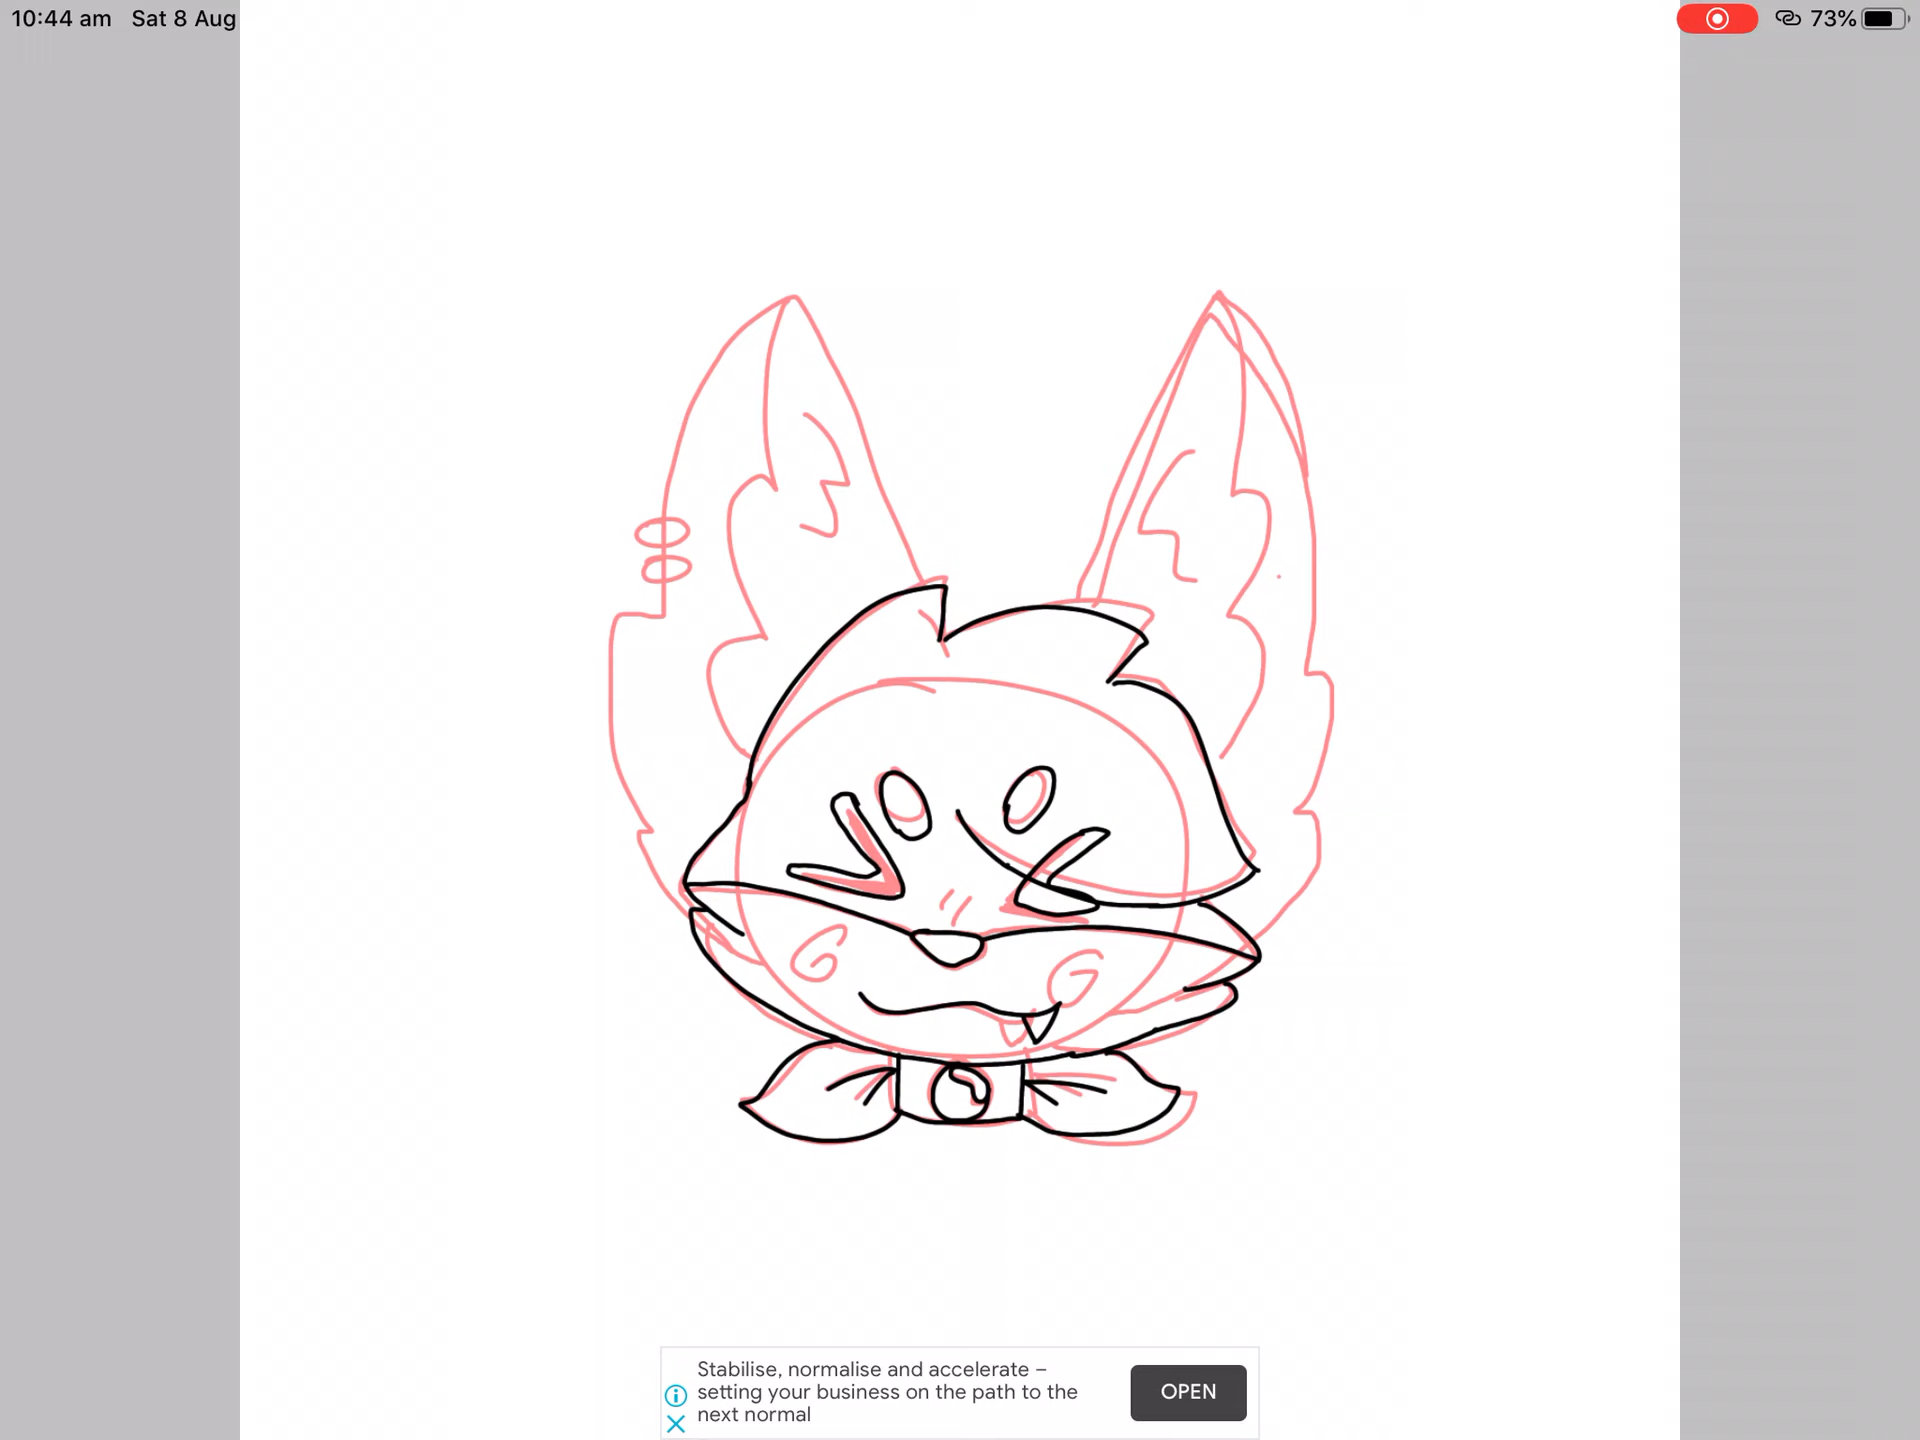 10:44 am Sat 8 Aug
73%
Stabilise, normalise and accelerate –
setting your business on the path to the
next normal
OPEN